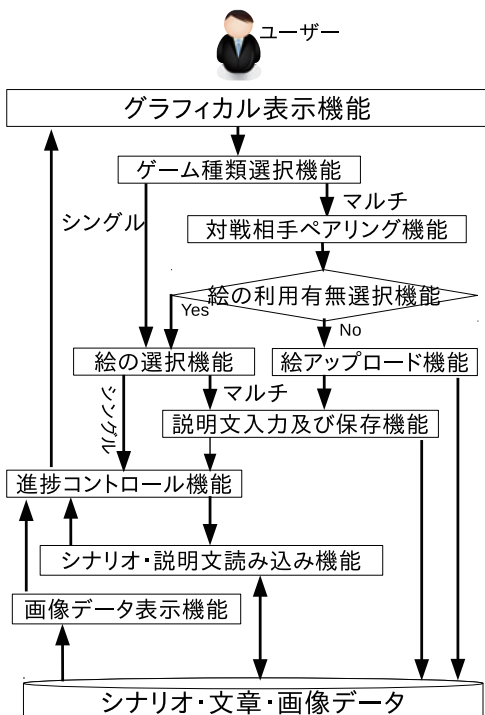 ユーザー
グラフィカル表示機能
ゲーム種類選択機能
シングル
マルチ
対戦相手ペアリング機能
絵の利用有無選択機能
Yes
No
絵の選択機能
絵アップロード機能
シングル
マルチ
説明文入力及び保存機能
進捗コントロール機能
シナリオ・説明文読み込み機能
画像データ表示機能
シナリオ・文章・画像データ